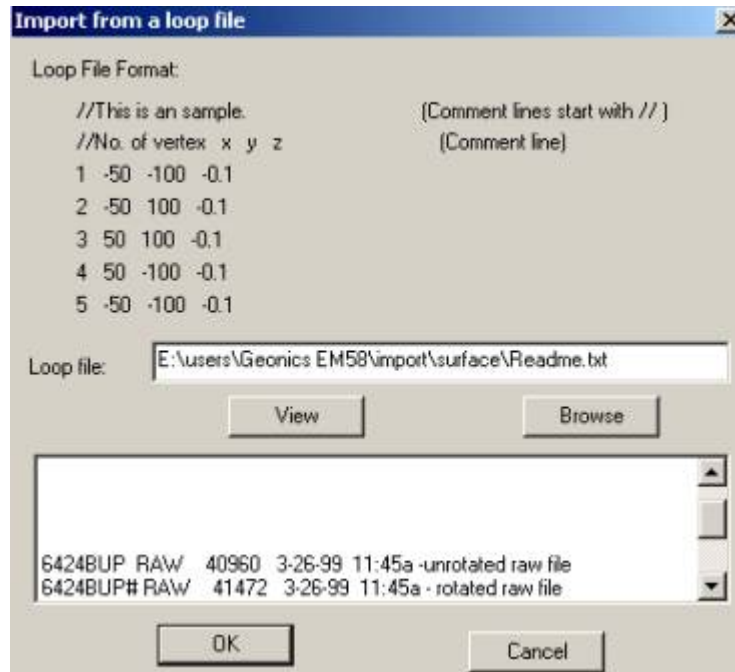 Import from a loop file
Loop File Format:
//This is an sample. (Comment lines start with // )
//No. of vertex x y z (Comment line)
1 -50 -100 -0.1
2 -50 100 -0.1
3 50 100 -0.1
4 50 -100 -0.1
5 -50 -100 -0.1
Loop file: E:\users\Geonics EM58\import\surface\Readme.txt
View Browse
6424BUP RAW 40960 3-26-99 11:45a -unrotated raw file
6424BUP# RAW 41472 3-26-99 11:45a - rotated raw file
OK Cancel